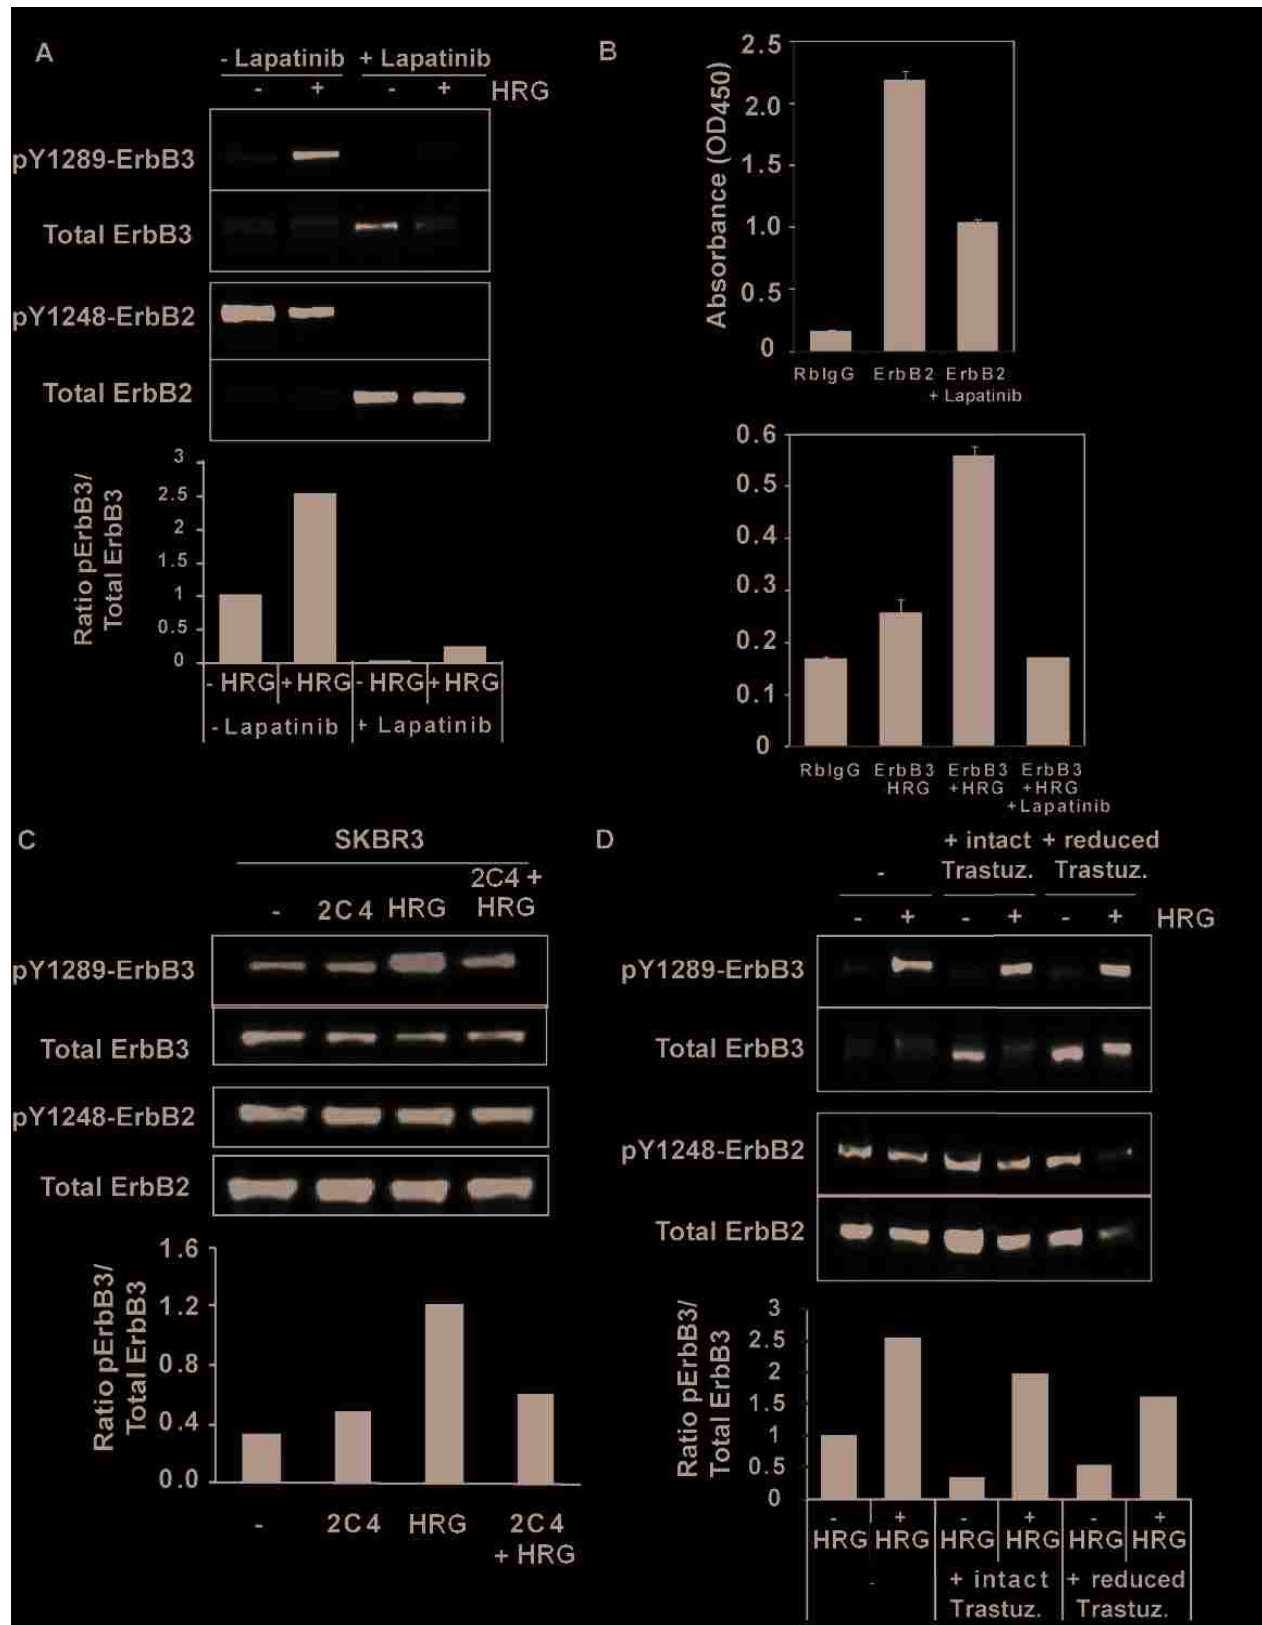 A
- Lapatinib + Lapatinib
- + - + HRG
pY1289-ErbB3
Total ErbB3
pY1248-ErbB2
Total ErbB2
Ratio pErbB3/
Total ErbB3
3
2.5
2
1.5
1
0.5
0
- HRG +HRG - HRG +HRG
- Lapatinib + Lapatinib
B
Absorbance (OD450)
2.5
2.0
1.5
1.0
0.5
0
RbIgG ErbB2 ErbB2
+ Lapatinib
0.6
0.5
0.4
0.3
0.2
0.1
0
RbIgG ErbB3 ErbB3 ErbB3
HRG +HRG +HRG
+Lapatinib
C
SKBR3
2C4 +
- 2C4 HRG HRG
pY1289-ErbB3
Total ErbB3
pY1248-ErbB2
Total ErbB2
Ratio pErbB3/
Total ErbB3
1.6
1.2
0.8
0.4
0.0
- 2C4 HRG 2C4
+ HRG
D
+ intact + reduced
- Trastuz. Trastuz.
- + - + - + HRG
pY1289-ErbB3
Total ErbB3
pY1248-ErbB2
Total ErbB2
Ratio pErbB3/
Total ErbB3
3
2.5
2
1.5
1
0.5
0
- + - + - +
HRG HRG HRG HRG HRG HRG
- + intact + reduced
Trastuz. Trastuz.